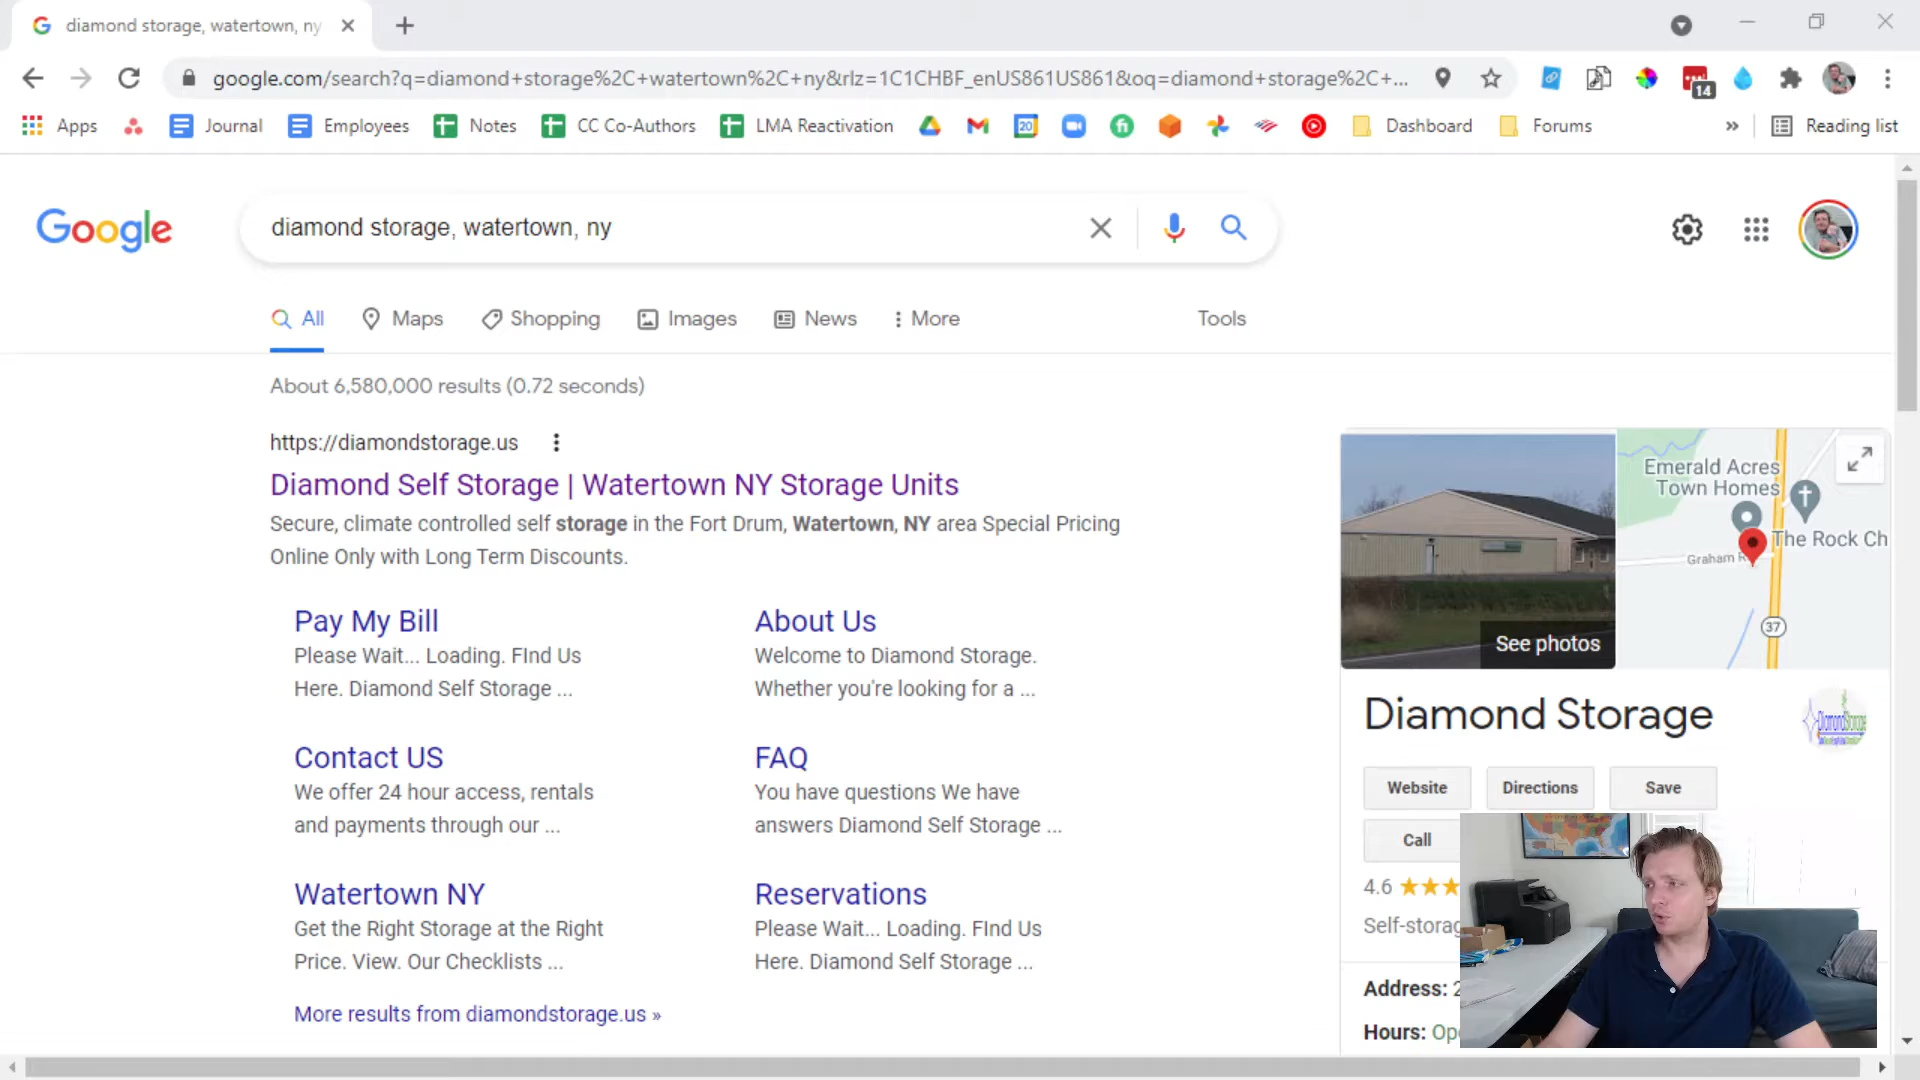 diamond storage, watertown, ny
google.com/search?q=diamond+storage%2C+watertown%2C+ny&rlz=1C1CHBF_enUS861US861&oq=diamond+storage%2C+...
14
Apps
Journal
Employees
Notes
CC Co-Authors
LMA Reactivation
20
Dashboard
Forums
»
Reading list
Google
diamond storage, watertown, ny
All
Maps
Shopping
Images
News
More
Tools
About 6,580,000 results (0.72 seconds)
https://diamondstorage.us
Diamond Self Storage | Watertown NY Storage Units
Secure, climate controlled self storage in the Fort Drum, Watertown, NY area Special Pricing
Online Only with Long Term Discounts.
Pay My Bill
Please Wait... Loading. FInd Us
Here. Diamond Self Storage ...
About Us
Welcome to Diamond Storage.
Whether you're looking for a ...
Contact US
We offer 24 hour access, rentals
and payments through our ...
FAQ
You have questions We have
answers Diamond Self Storage ...
Watertown NY
Get the Right Storage at the Right
Price. View. Our Checklists ...
Reservations
Please Wait... Loading. FInd Us
Here. Diamond Self Storage ...
More results from diamondstorage.us »
See photos
Emerald Acres
Town Homes
The Rock Ch
Graham R
37
Diamond Storage
DiamondStorage
Website
Directions
Save
Call
4.6
Self-storag
Address: 2
Hours: Ope